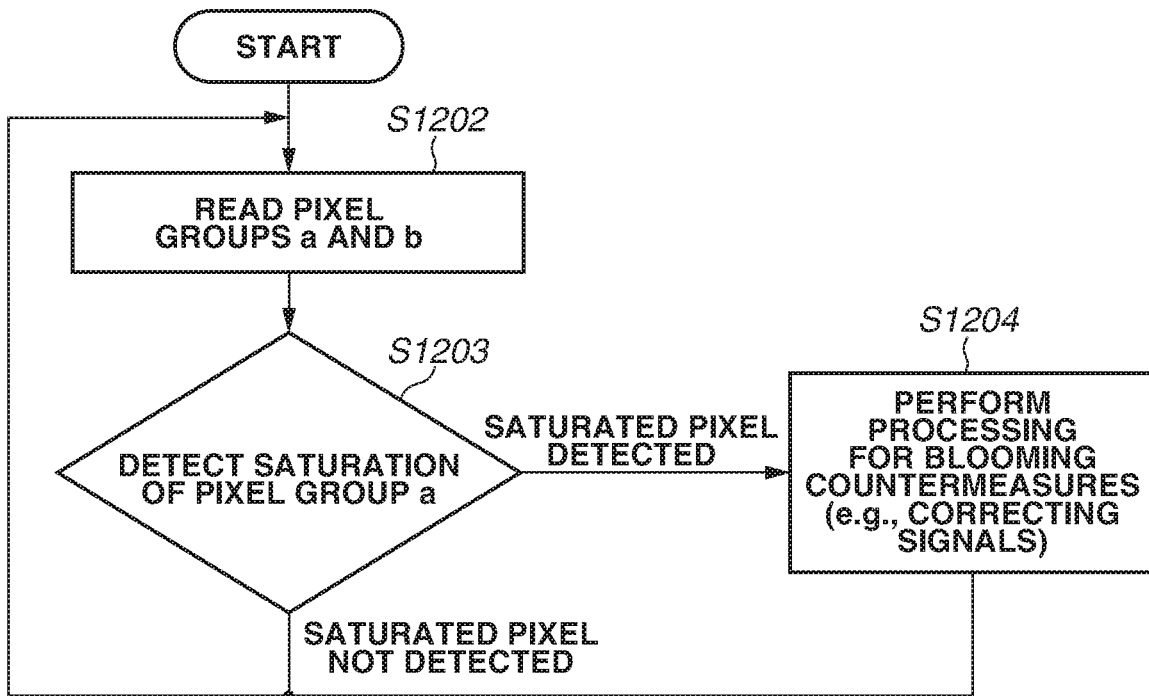 START
S1202
READ PIXEL
GROUPS a AND b
S1203
DETECT SATURATION
OF PIXEL GROUP a
SATURATED PIXEL
DETECTED
S1204
PERFORM
PROCESSING
FOR BLOOMING
COUNTERMEASURES
(e.g., CORRECTING
SIGNALS)
SATURATED PIXEL
NOT DETECTED